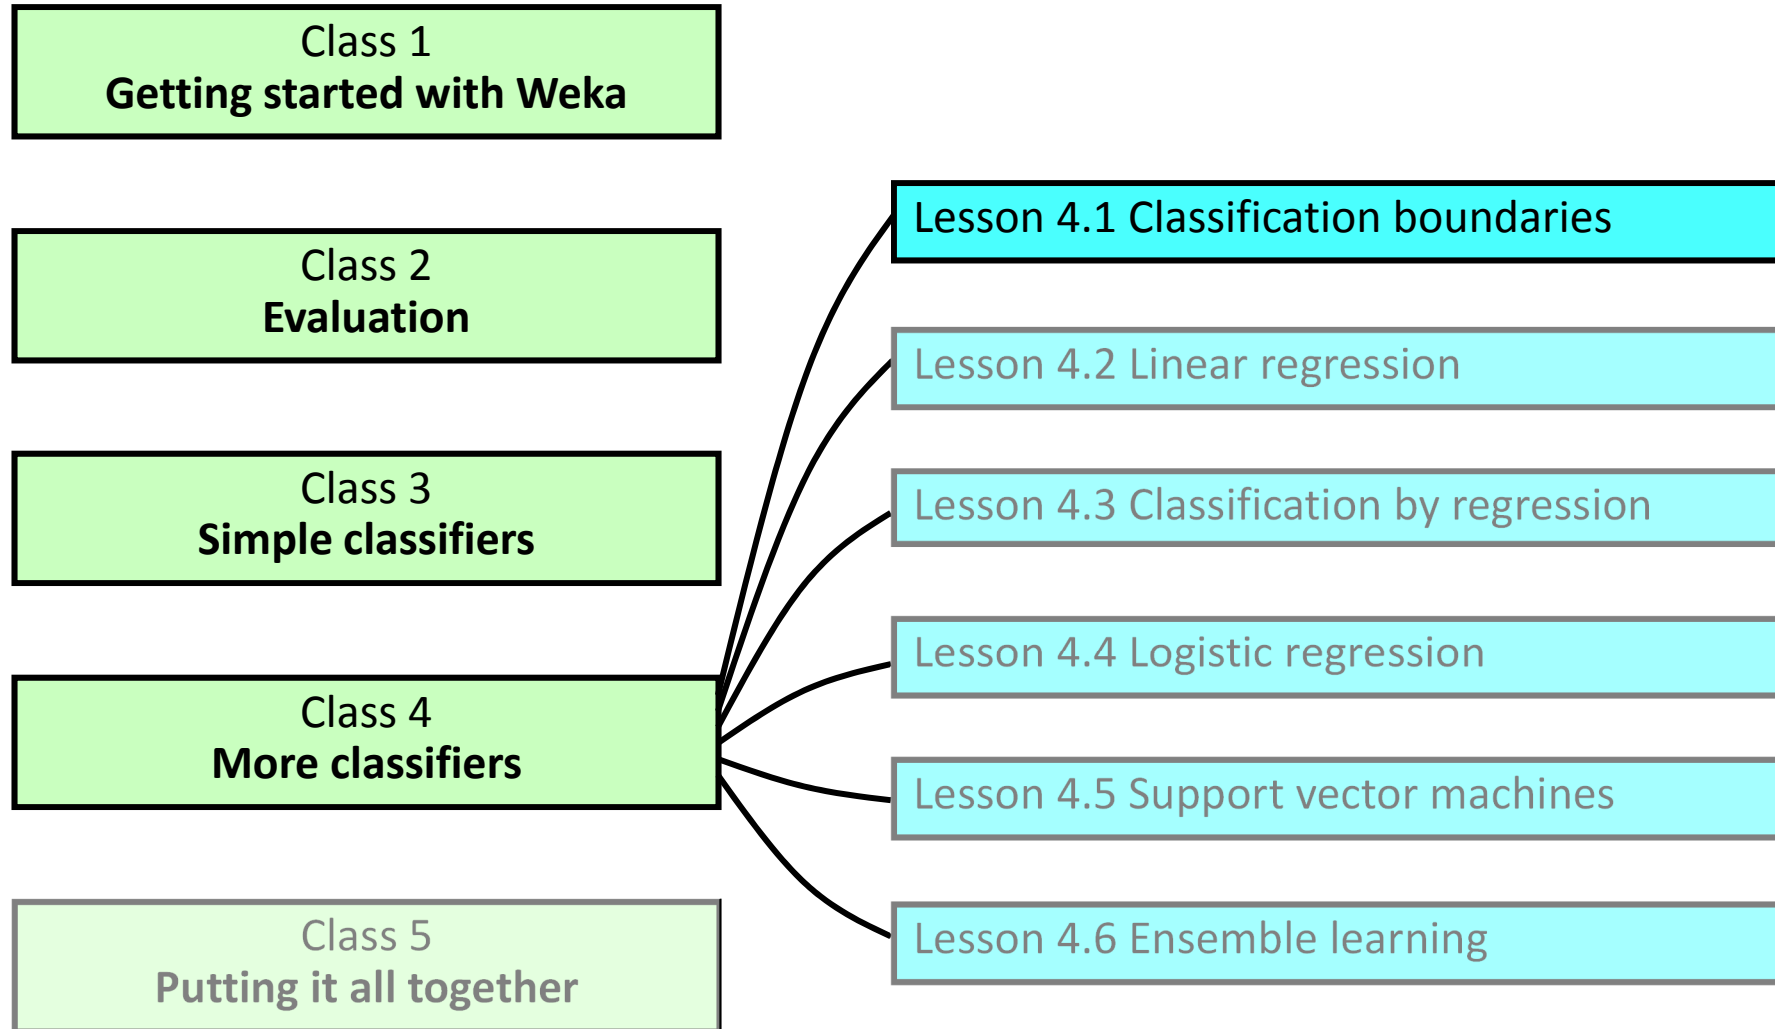 Class 1
Getting started with Weka
Class 2
Evaluation
Class 3
Simple classifiers
Class 4
More classifiers
Class 5
Putting it all together
Lesson 4.1 Classification boundaries
Lesson 4.2 Linear regression
Lesson 4.3 Classification by regression
Lesson 4.4 Logistic regression
Lesson 4.5 Support vector machines
Lesson 4.6 Ensemble learning